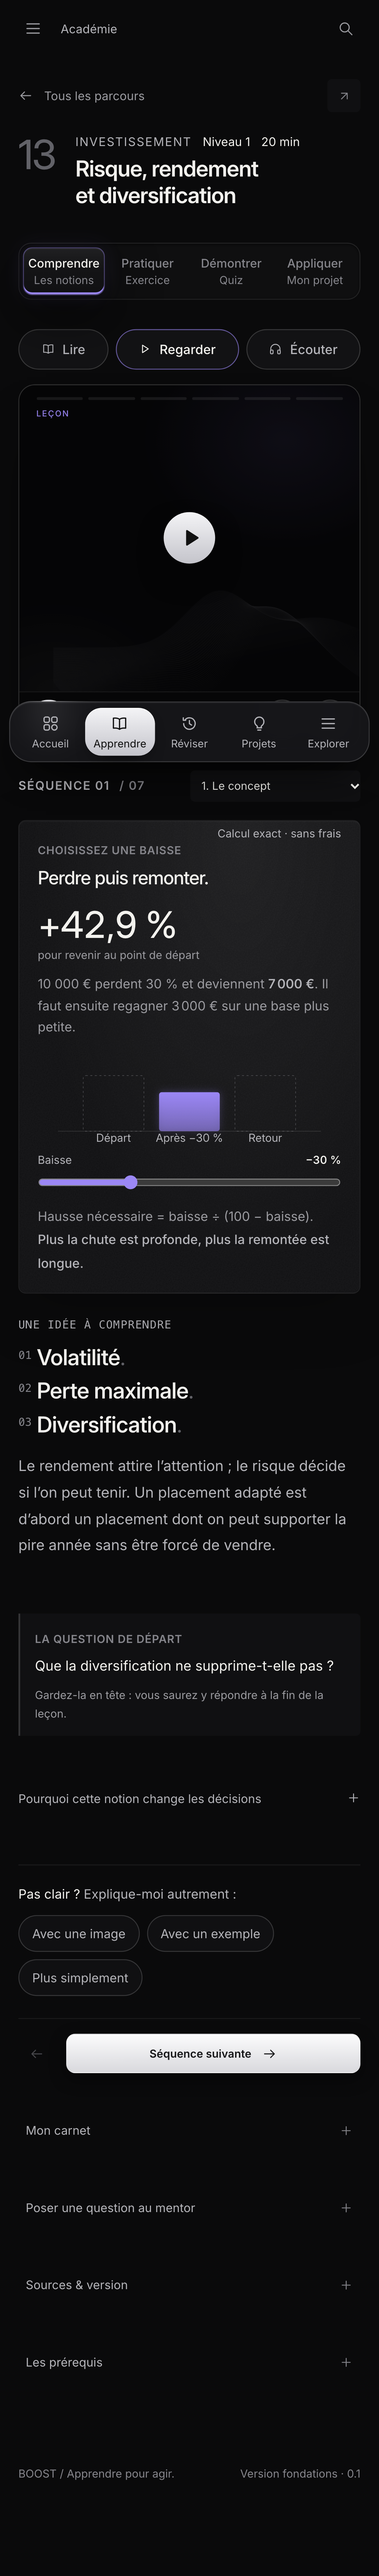 Académie
Tous les parcours
13
INVESTISSEMENT Niveau 1 20 min
Risque, rendement
et diversification
Comprendre
Les notions
Pratiquer
Exercice
Démontrer
Quiz
Appliquer
Mon projet
Lire
Regarder
Écouter
LEÇON
Accueil
Apprendre
Réviser
Projets
Explorer
SÉQUENCE 01 / 07
1. Le concept
Calcul exact · sans frais
CHOISISSEZ UNE BAISSE
Perdre puis remonter.
+42,9 %
pour revenir au point de départ
10 000 € perdent 30 % et deviennent 7 000 €. Il
faut ensuite regagner 3 000 € sur une base plus
petite.
Départ
Après −30 %
Retour
Baisse
−30 %
Hausse nécessaire = baisse ÷ (100 − baisse).
Plus la chute est profonde, plus la remontée est
longue.
UNE IDÉE À COMPRENDRE
01 Volatilité.
02 Perte maximale.
03 Diversification.
Le rendement attire l’attention ; le risque décide
si l’on peut tenir. Un placement adapté est
d’abord un placement dont on peut supporter la
pire année sans être forcé de vendre.
LA QUESTION DE DÉPART
Que la diversification ne supprime-t-elle pas ?
Gardez-la en tête : vous saurez y répondre à la fin de la
leçon.
Pourquoi cette notion change les décisions
Pas clair ? Explique-moi autrement :
Avec une image
Avec un exemple
Plus simplement
Séquence suivante
Mon carnet
Poser une question au mentor
Sources & version
Les prérequis
BOOST / Apprendre pour agir.
Version fondations · 0.1